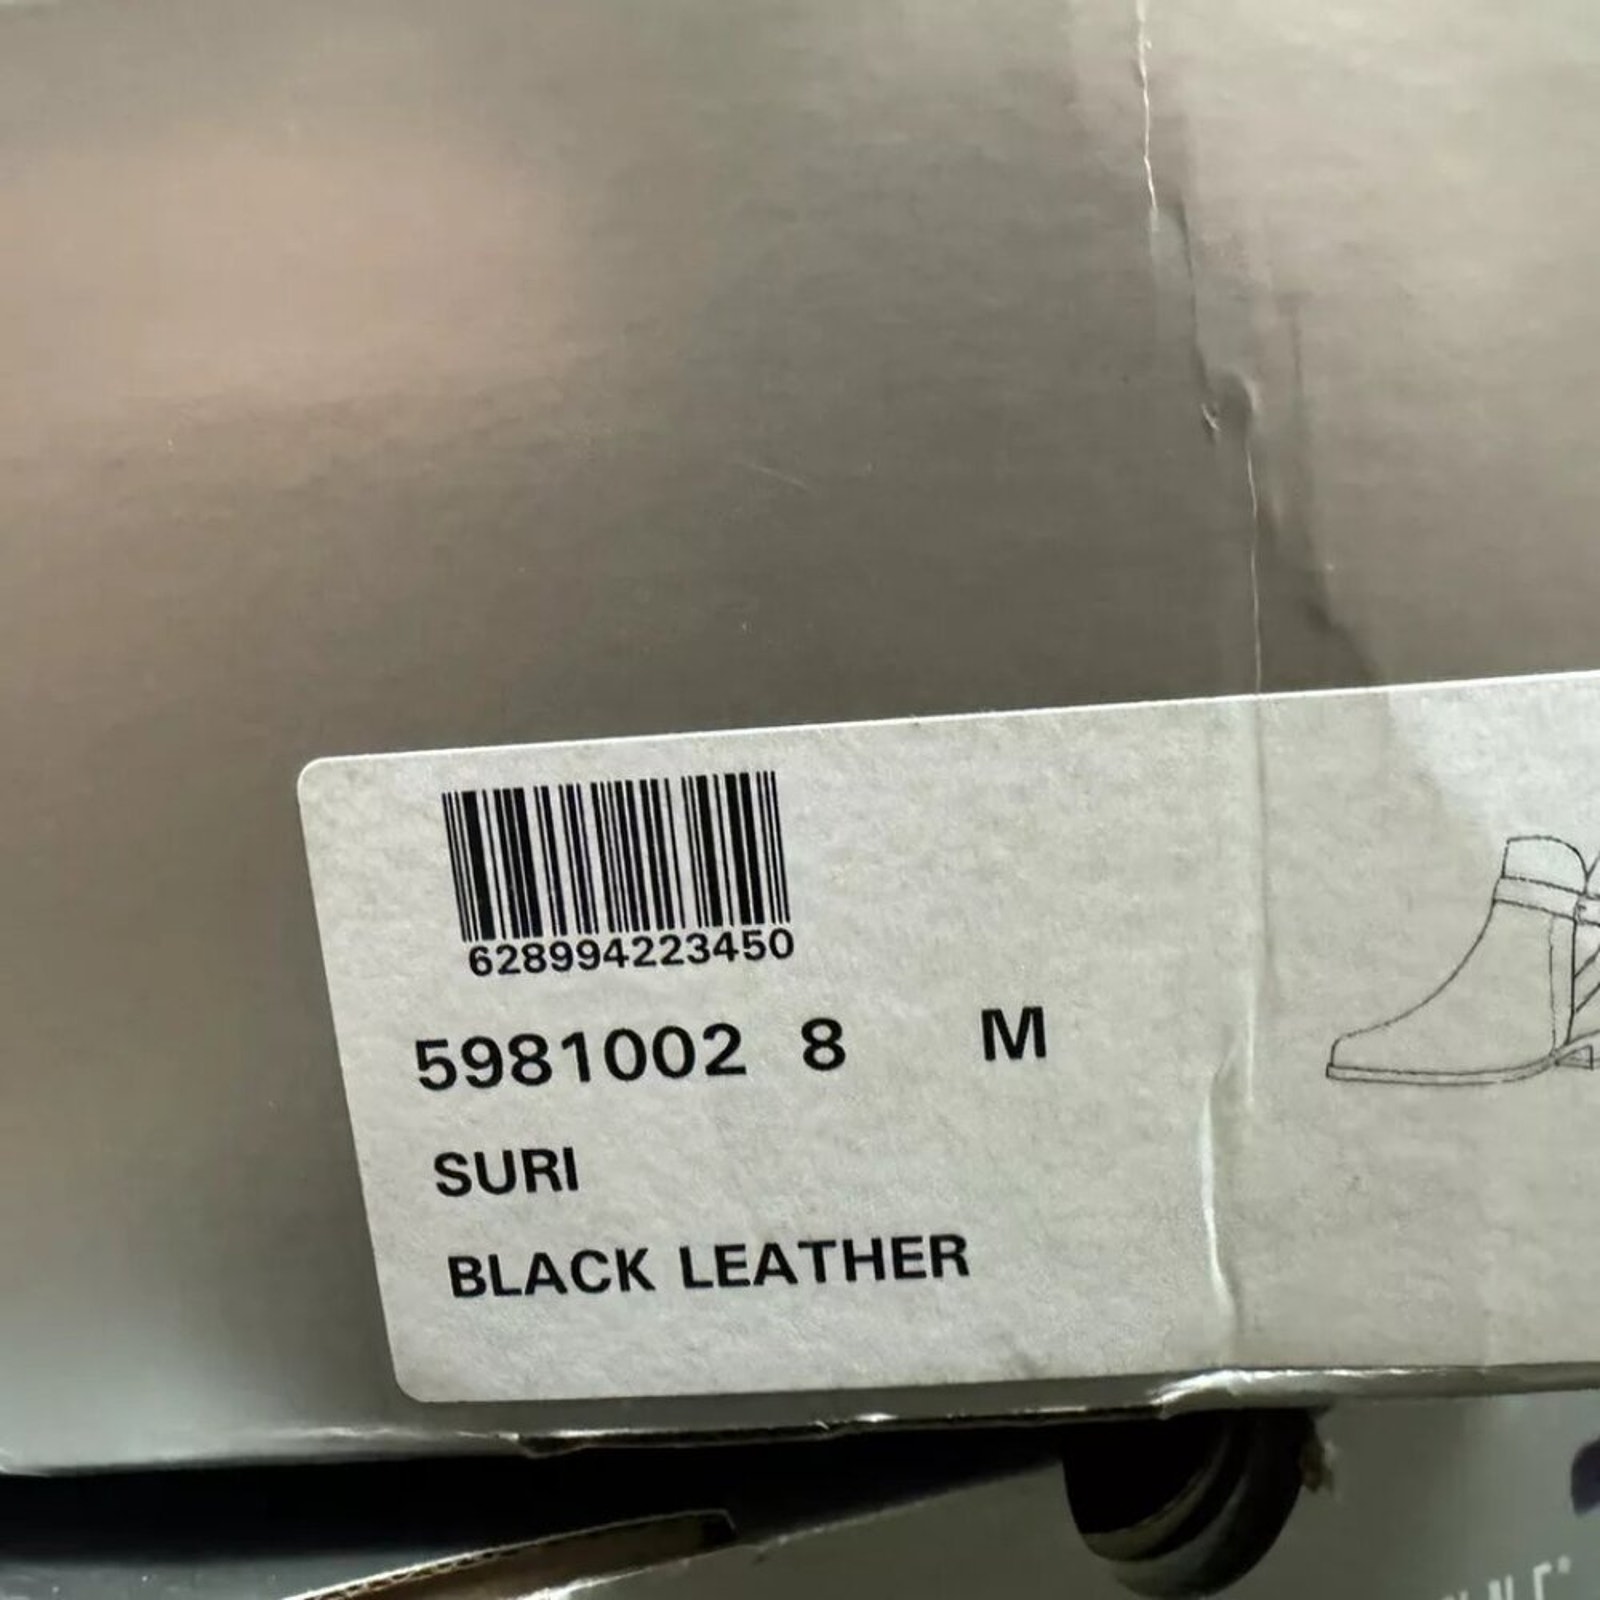 628994223450
5981002 8 M
SURI
BLACK LEATHER